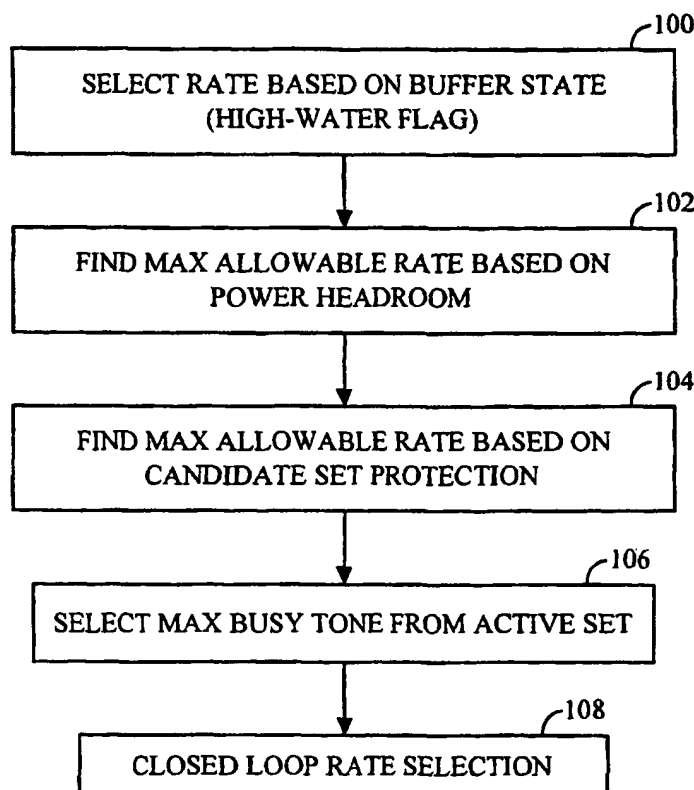 100
SELECT RATE BASED ON BUFFER STATE
(HIGH-WATER FLAG)
102
FIND MAX ALLOWABLE RATE BASED ON
POWER HEADROOM
104
FIND MAX ALLOWABLE RATE BASED ON
CANDIDATE SET PROTECTION
106
SELECT MAX BUSY TONE FROM ACTIVE SET
108
CLOSED LOOP RATE SELECTION